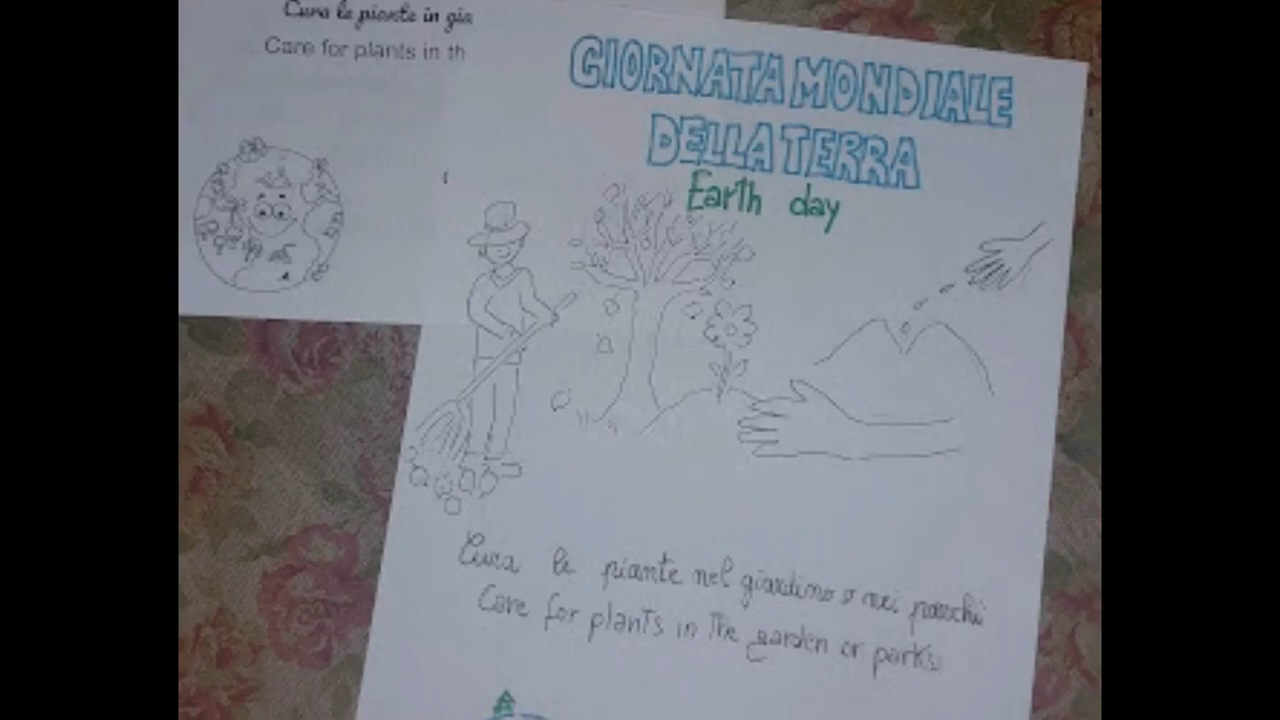 Cura le piante in gia
Care for plants in th
GIORNATA MONDIALE
DELLA TERRA
Earth day
Cura le piante nel giardino o nei parchi
Care for plants in the garden or parks.